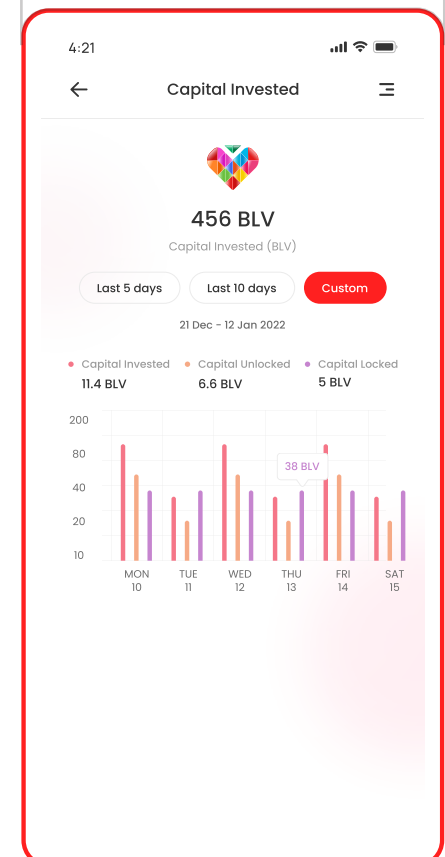 4:21
Capital Invested
456 BLV
Capital Invested (BLV)
Last 5 days Last 10 days Custom
21 Dec - 12 Jan 2022
Capital Invested Capital Unlocked Capital Locked
11.4 BLV 6.6 BLV 5 BLV
200
80
38 BLV
40
20
10
MON TUE WED THU FRI SAT
10 11 12 13 14 15